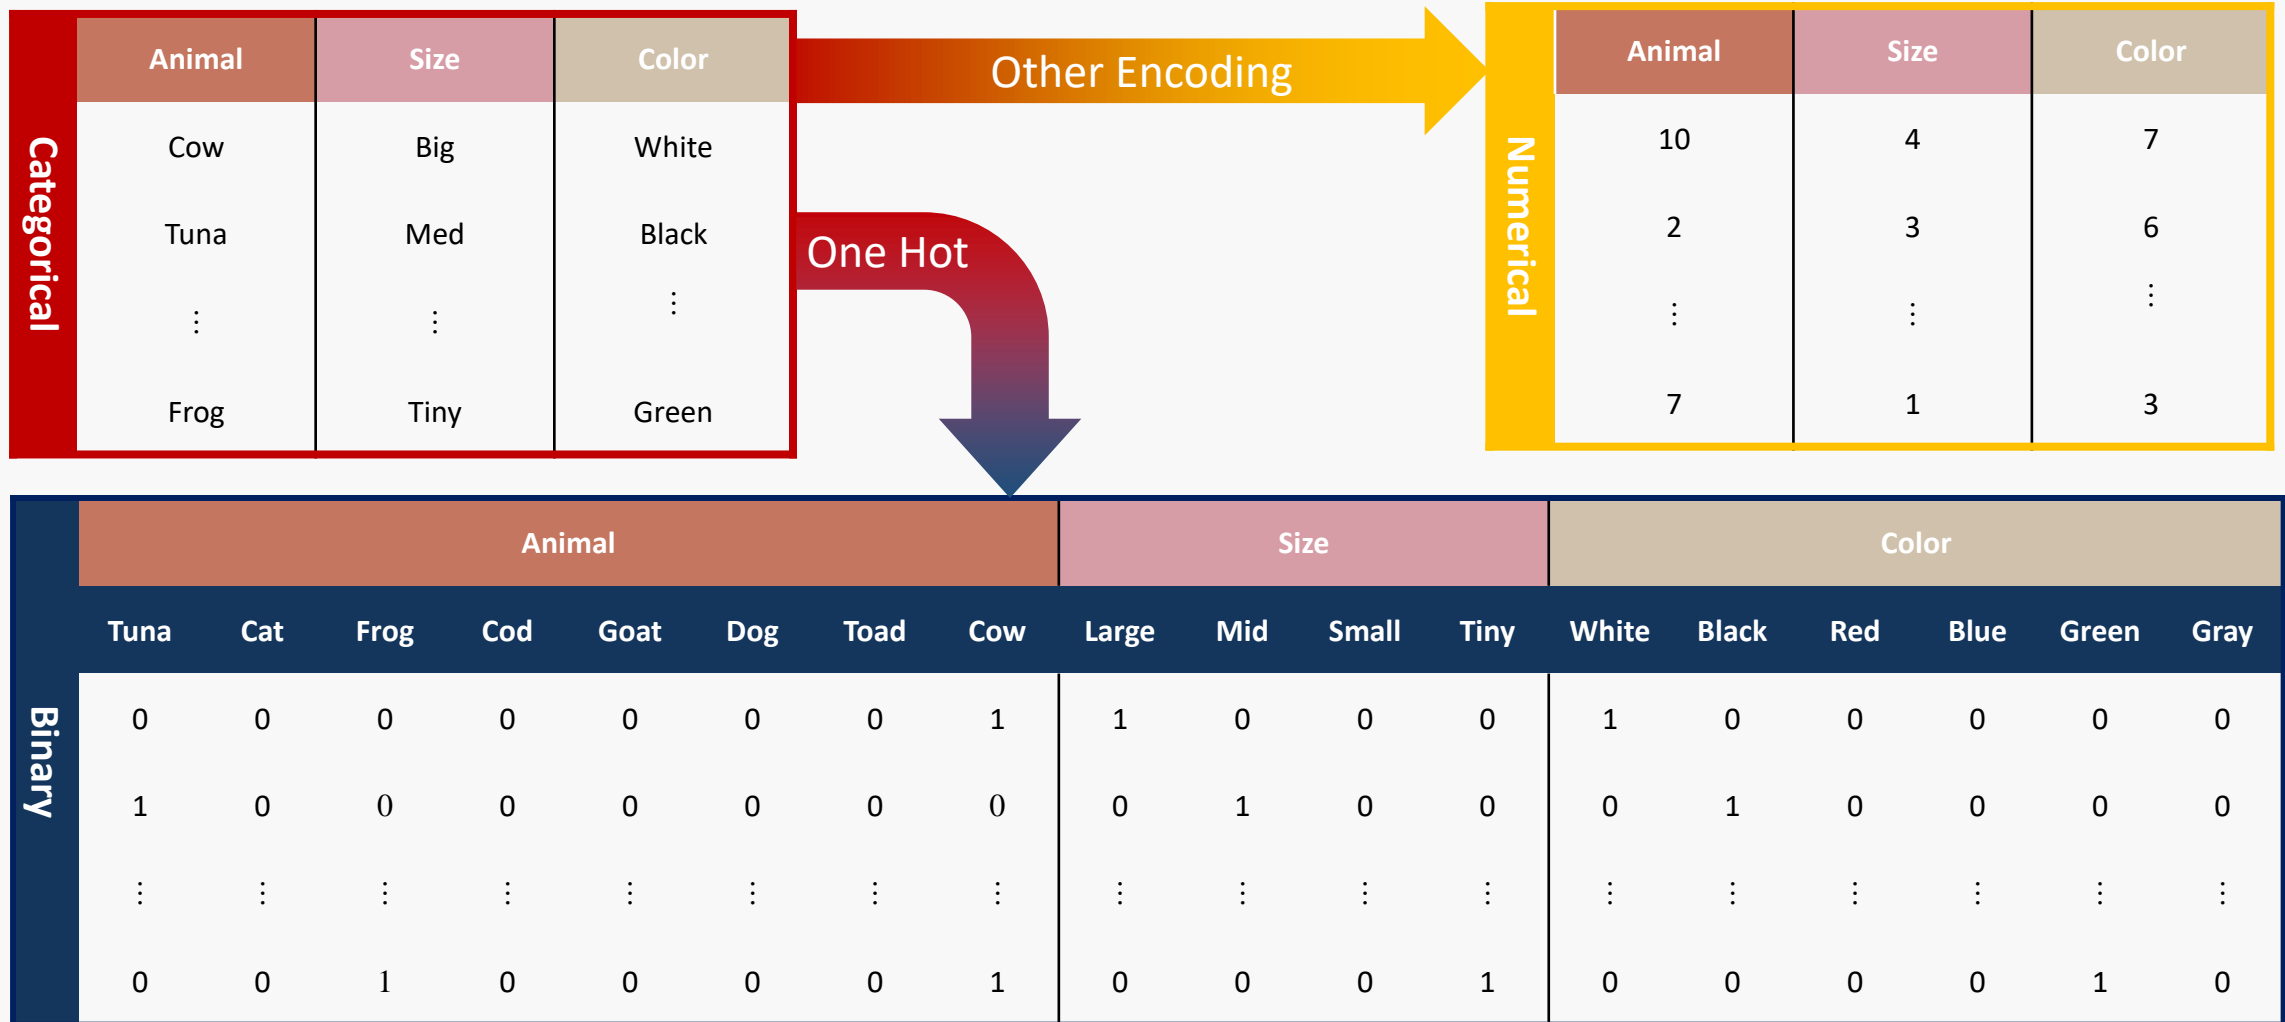 Categorical
Animal Size Color
Cow Big White
Tuna Med Black
⋮ ⋮ ⋮
Frog Tiny Green
Other Encoding
One Hot
Numerical
Animal Size Color
10 4 7
2 3 6
⋮ ⋮ ⋮
7 1 3
Binary
Animal Size Color
Tuna Cat Frog Cod Goat Dog Toad Cow Large Mid Small Tiny White Black Red Blue Green Gray
0 0 0 0 0 0 0 1 1 0 0 0 1 0 0 0 0 0
1 0 0 0 0 0 0 0 0 1 0 0 0 1 0 0 0 0
⋮ ⋮ ⋮ ⋮ ⋮ ⋮ ⋮ ⋮ ⋮ ⋮ ⋮ ⋮ ⋮ ⋮ ⋮ ⋮ ⋮ ⋮
0 0 1 0 0 0 0 1 0 0 0 1 0 0 0 0 1 0